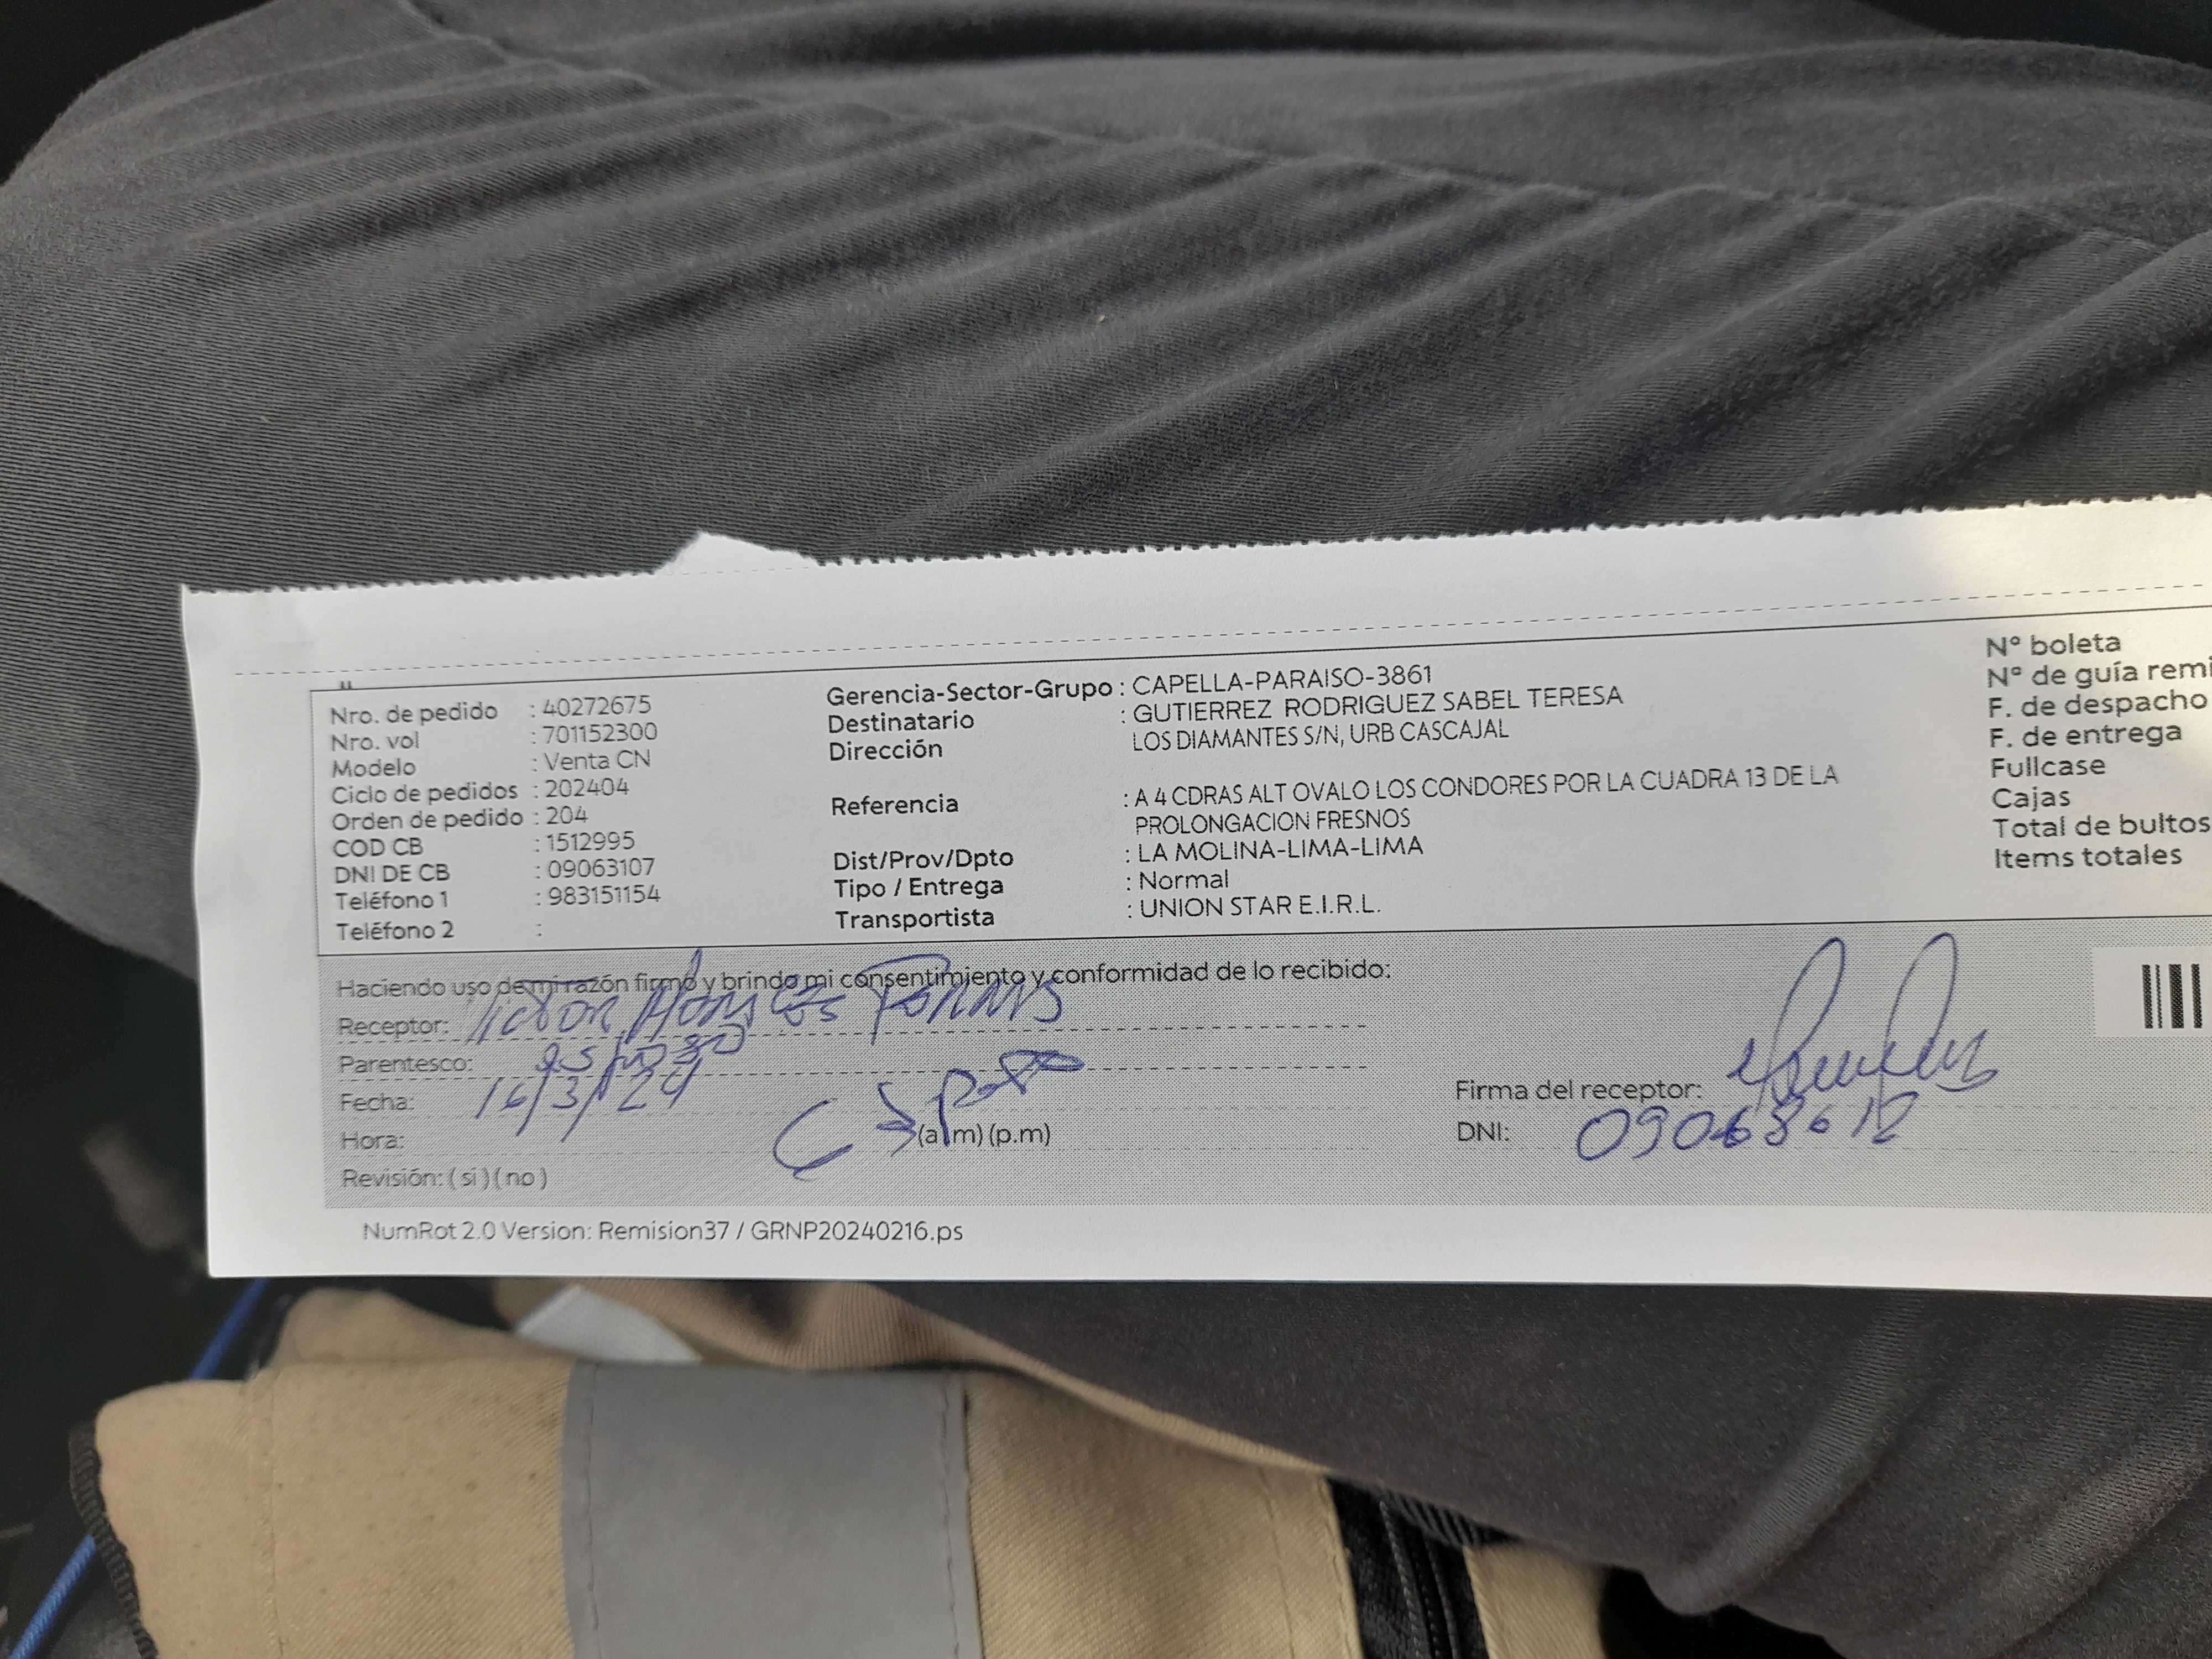 Nro. de pedido : 40272675
Nro. vol : 701152300
Modelo : Venta CN
Ciclo de pedidos : 202404
Orden de pedido : 204
COD CB : 1512995
DNI DE CB : 09063107
Teléfono 1 : 983151154
Teléfono 2 :
Gerencia-Sector-Grupo : CAPELLA-PARAISO-3861
Destinatario : GUTIERREZ RODRIGUEZ SABEL TERESA
Dirección LOS DIAMANTES S/N, URB CASCAJAL
Referencia : A 4 CDRAS ALT OVALO LOS CONDORES POR LA CUADRA 13 DE LA
PROLONGACION FRESNOS
Dist/Prov/Dpto : LA MOLINA-LIMA-LIMA
Tipo / Entrega : Normal
Transportista : UNION STAR E.I.R.L.
N° boleta
N° de guía remi
F. de despacho
F. de entrega
Fullcase
Cajas
Total de bultos
Items totales
Haciendo uso de mi razón firmo y brindo mi consentimiento y conformidad de lo recibido:
Receptor: Victor
Parentesco:
Fecha: 16/3/24
Hora: (a.m) (p.m)
Revisión: ( si ) ( no )
Firma del receptor:
DNI:
NumRot 2.0 Version: Remision37 / GRNP20240216.ps